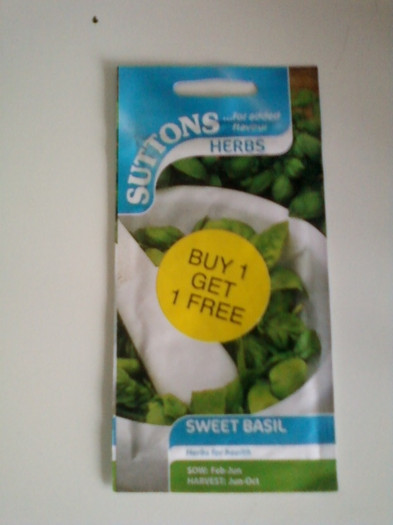 SUTTONS
...for added
flavour
HERBS
BUY 1
GET
1 FREE
SWEET BASIL
Herbs for health
SOW: Feb-Jun
HARVEST: Jun-Oct